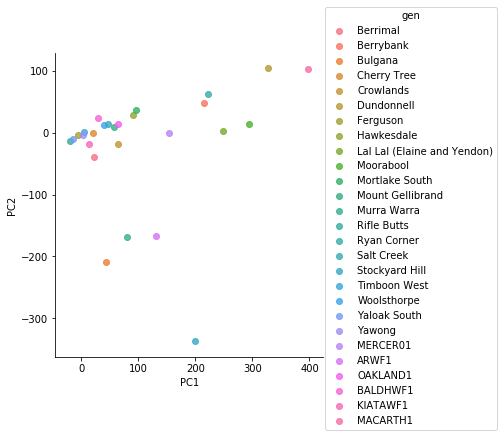 gen
Berrimal
Berrybank
Bulgana
Cherry Tree
Crowlands
Dundonnell
Ferguson
Hawkesdale
Lal Lal (Elaine and Yendon)
Moorabool
Mortlake South
Mount Gellibrand
Murra Warra
Rifle Butts
Ryan Corner
Salt Creek
Stockyard Hill
Timboon West
Woolsthorpe
Yaloak South
Yawong
MERCER01
ARWF1
OAKLAND1
BALDHWF1
KIATAWF1
MACARTH1
100
0
−100
−200
−300
PC2
0
100
200
300
400
PC1